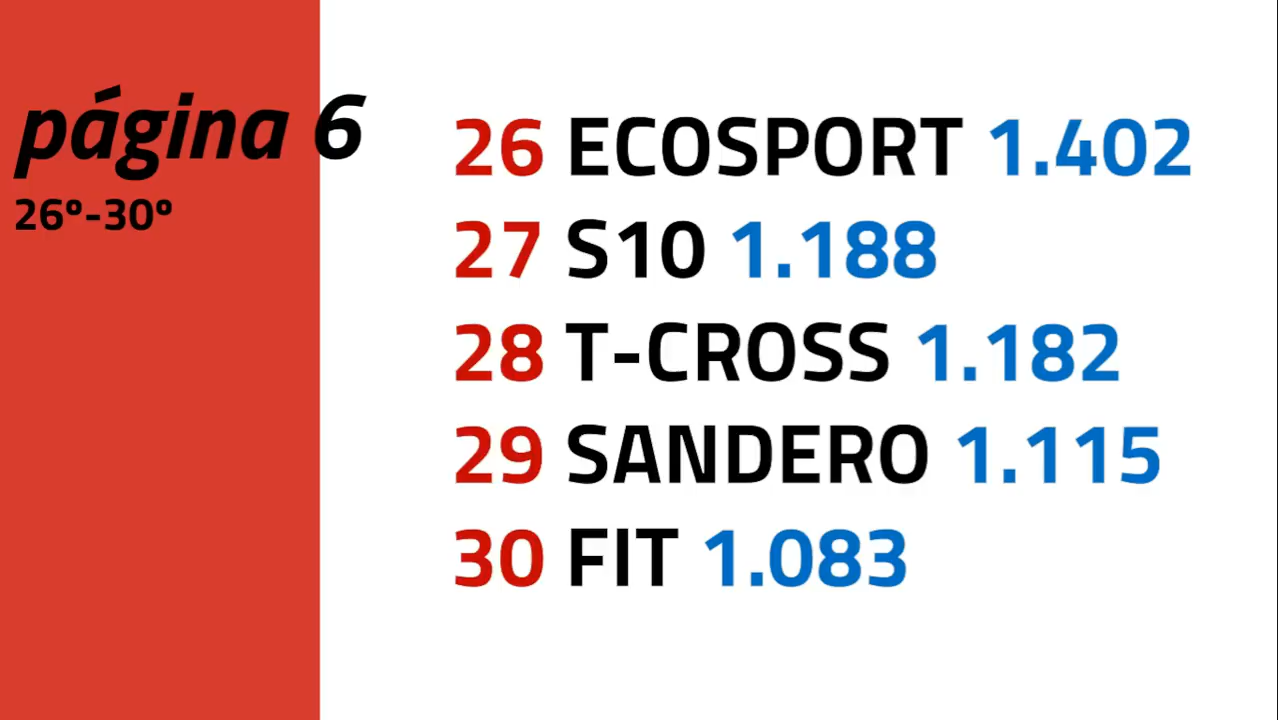 página 6
26º-30º
26 ECOSPORT 1.402
27 S10 1.188
28 T-CROSS 1.182
29 SANDERO 1.115
30 FIT 1.083